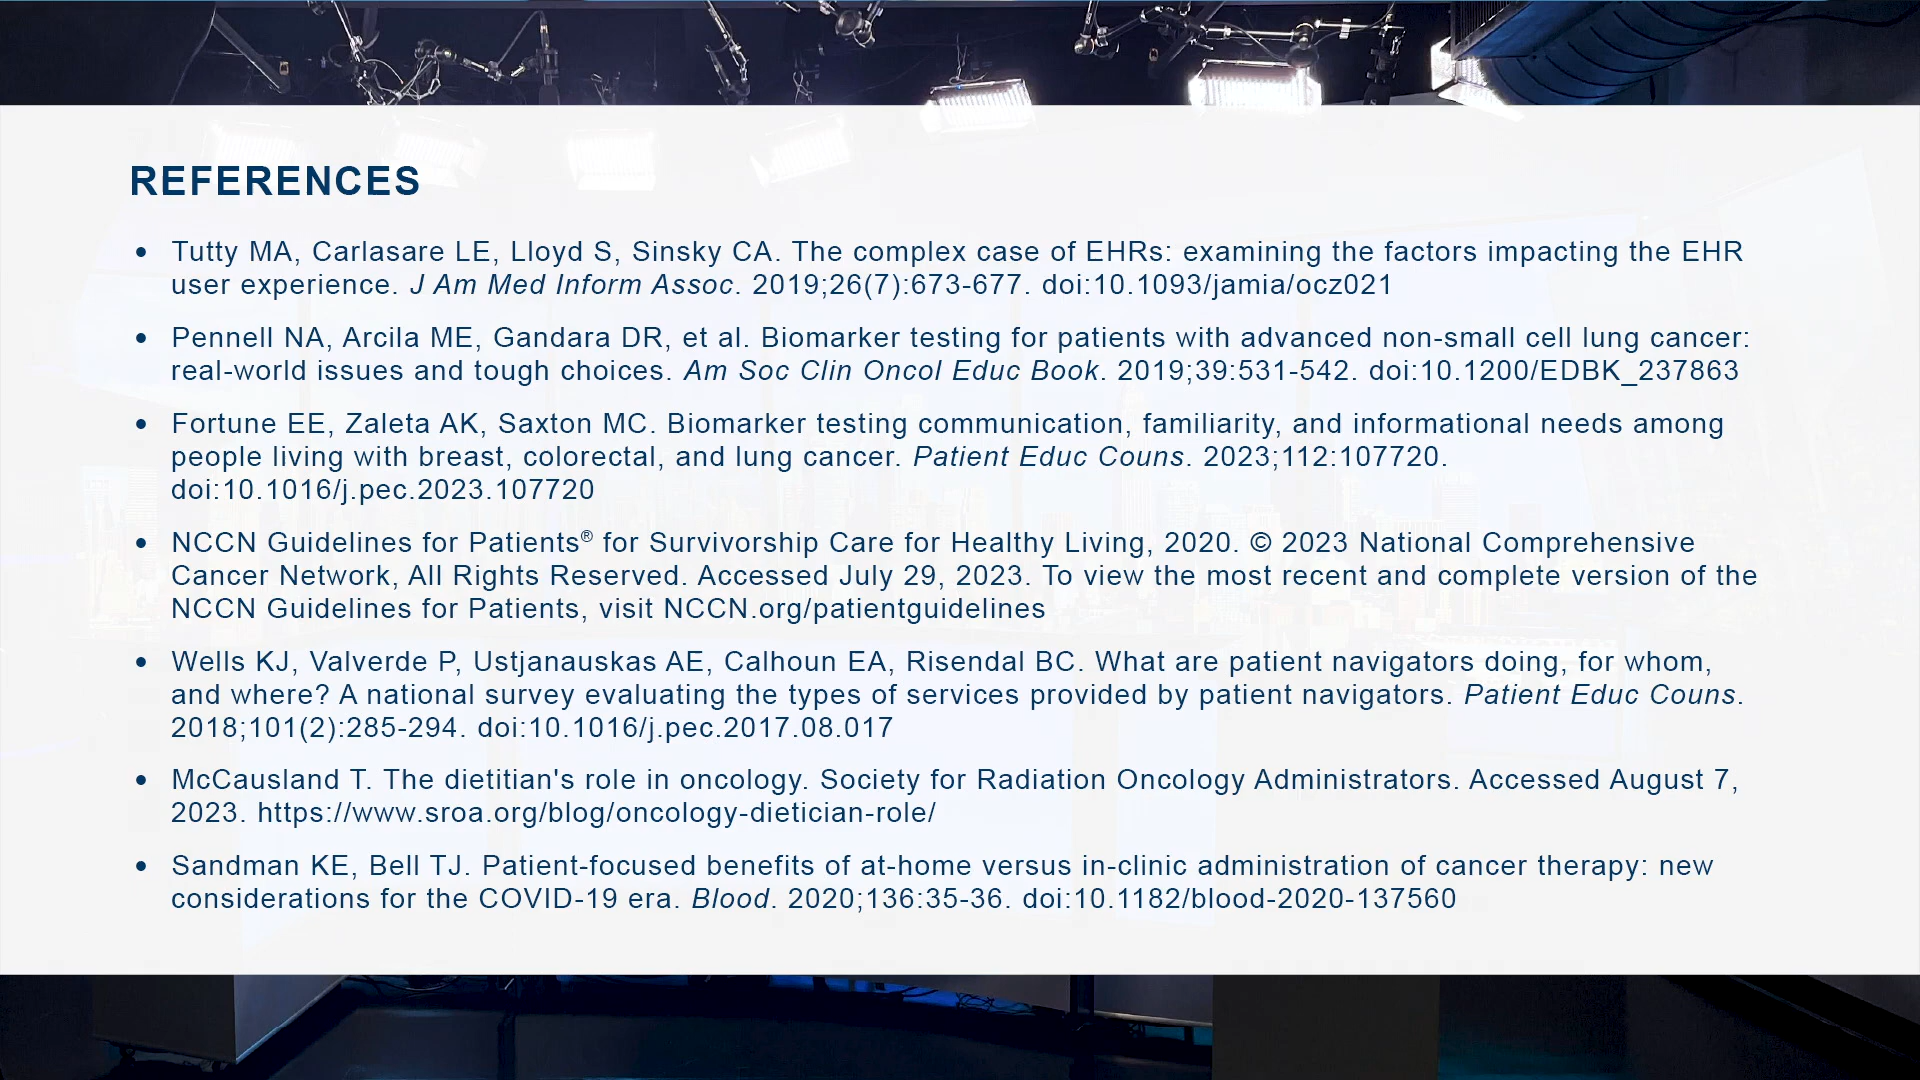 REFERENCES
• Tutty MA, Carlasare LE, Lloyd S, Sinsky CA. The complex case of EHRs: examining the factors impacting the EHR
user experience. J Am Med Inform Assoc. 2019;26(7):673-677. doi:10.1093/jamia/ocz021
• Pennell NA, Arcila ME, Gandara DR, et al. Biomarker testing for patients with advanced non-small cell lung cancer:
real-world issues and tough choices. Am Soc Clin Oncol Educ Book. 2019;39:531-542. doi:10.1200/EDBK_237863
• Fortune EE, Zaleta AK, Saxton MC. Biomarker testing communication, familiarity, and informational needs among
people living with breast, colorectal, and lung cancer. Patient Educ Couns. 2023;112:107720.
doi:10.1016/j.pec.2023.107720
• NCCN Guidelines for Patients® for Survivorship Care for Healthy Living, 2020. © 2023 National Comprehensive
Cancer Network, All Rights Reserved. Accessed July 29, 2023. To view the most recent and complete version of the
NCCN Guidelines for Patients, visit NCCN.org/patientguidelines
• Wells KJ, Valverde P, Ustjanauskas AE, Calhoun EA, Risendal BC. What are patient navigators doing, for whom,
and where? A national survey evaluating the types of services provided by patient navigators. Patient Educ Couns.
2018;101(2):285-294. doi:10.1016/j.pec.2017.08.017
• McCausland T. The dietitian's role in oncology. Society for Radiation Oncology Administrators. Accessed August 7,
2023. https://www.sroa.org/blog/oncology-dietician-role/
• Sandman KE, Bell TJ. Patient-focused benefits of at-home versus in-clinic administration of cancer therapy: new
considerations for the COVID-19 era. Blood. 2020;136:35-36. doi:10.1182/blood-2020-137560